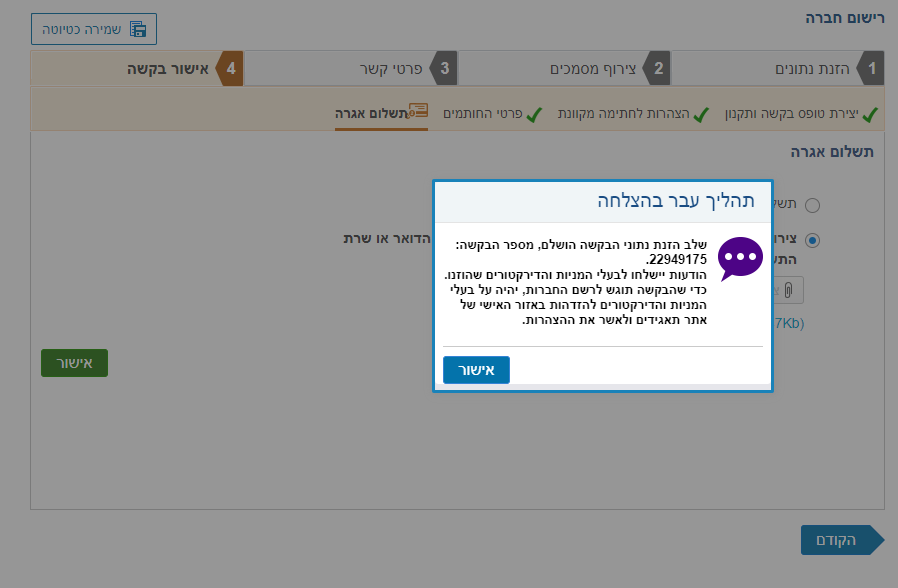 רישום חברה
שמירה כטיוטה
1 הזנת נתונים
2 צירוף מסמכים
3 פרטי קשר
4 אישור בקשה
יצירת טופס בקשה ותקנון
הצהרות לחתימה מקוונת
פרטי החותמים
תשלום אגרה
תשלום אגרה
תהליך עבר בהצלחה
הדואר או שרת
שלב הזנת נתוני הבקשה הושלם, מספר הבקשה:
22949175.
הודעות יישלחו לבעלי המניות והדירקטורים שהוזנו.
כדי שהבקשה תוגש לרשם החברות, יהיה על בעלי
המניות והדירקטורים להזדהות באזור האישי של
אתר תאגידים ולאשר את ההצהרות.
7Kb)
אישור
אישור
הקודם